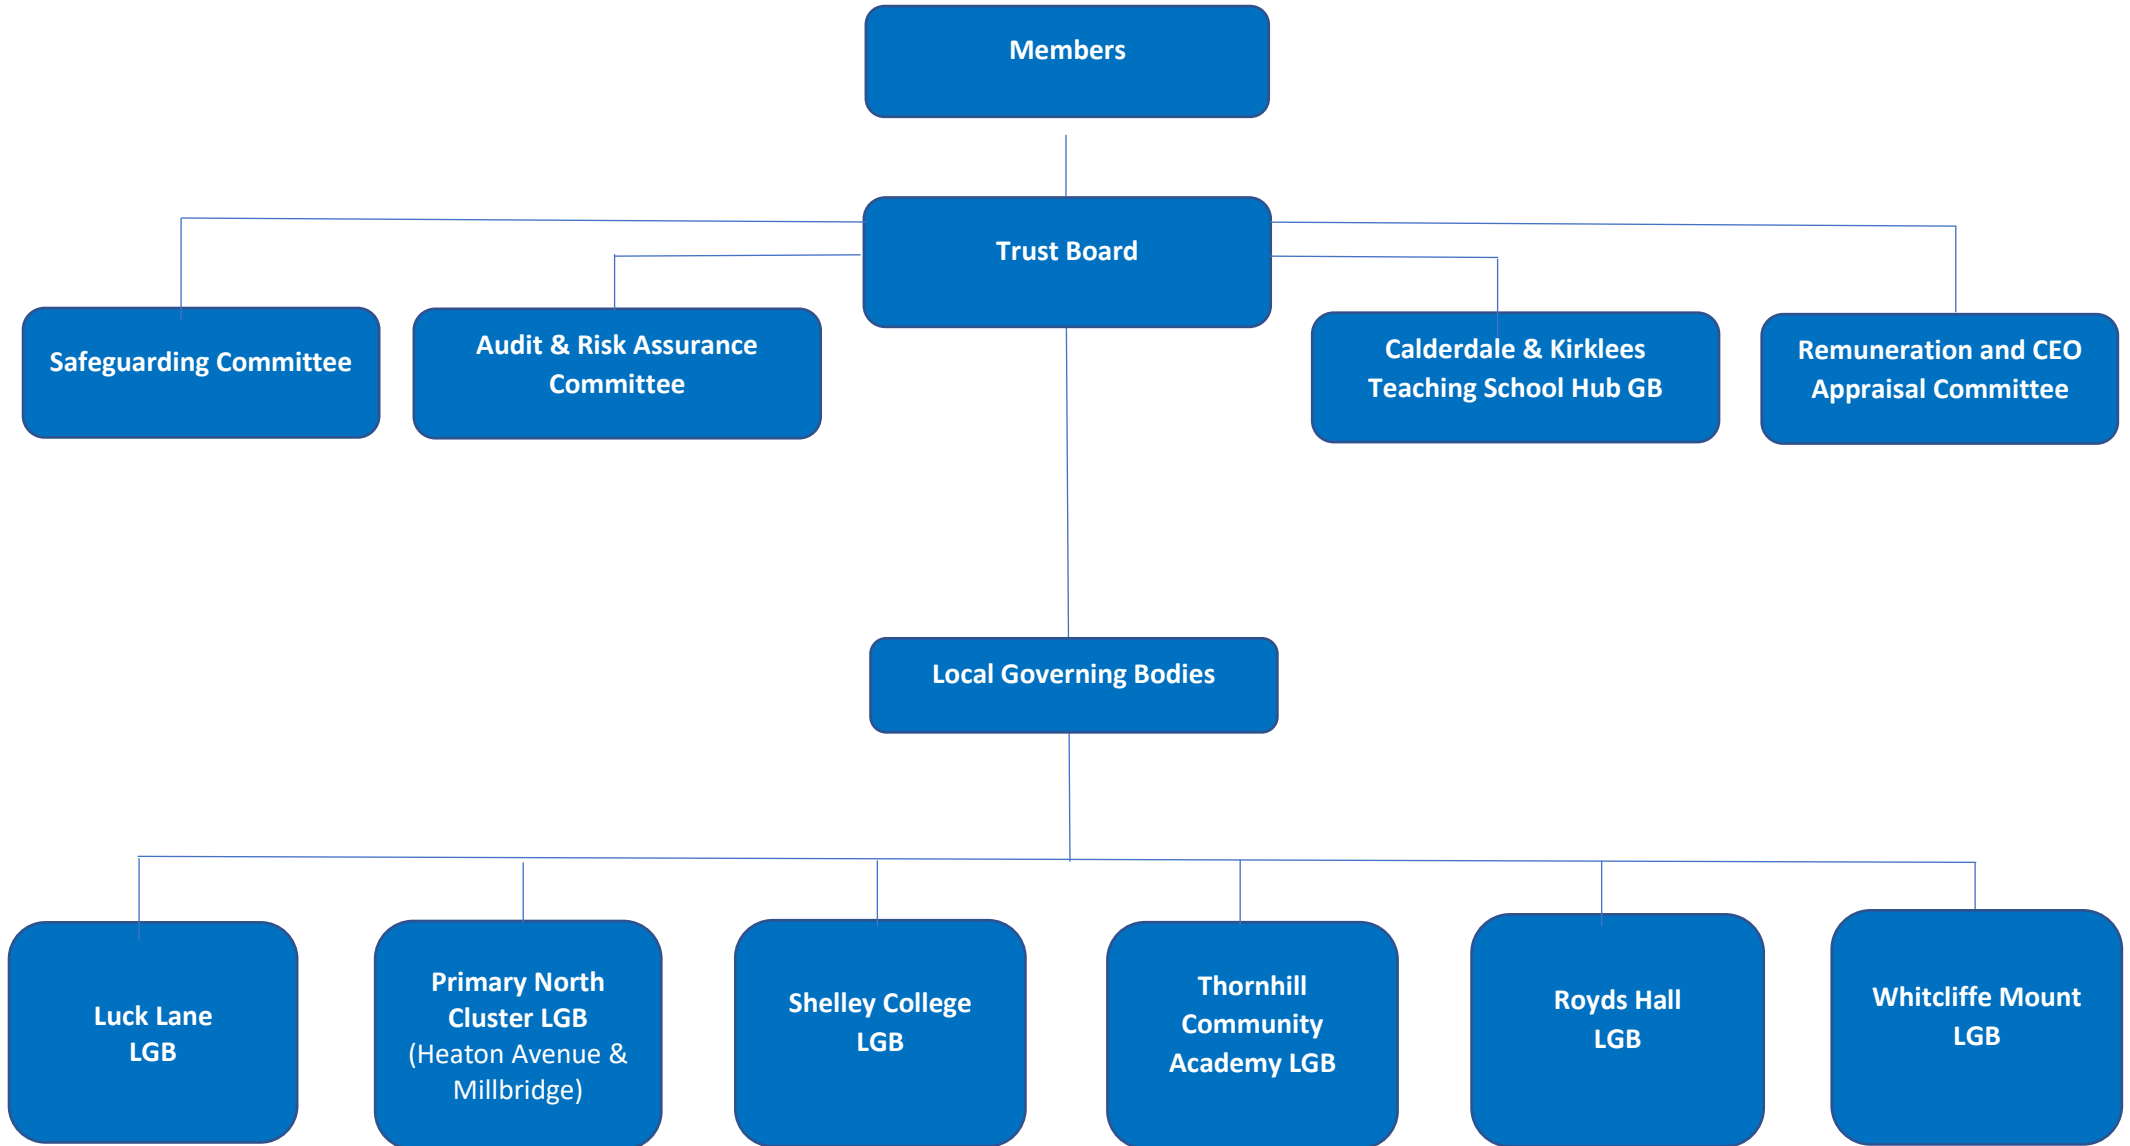 Members
Trust Board
Safeguarding Committee
Audit & Risk Assurance
Committee
Calderdale & Kirklees
Teaching School Hub GB
Remuneration and CEO
Appraisal Committee
Local Governing Bodies
Luck Lane
LGB
Primary North
Cluster LGB
(Heaton Avenue &
Millbridge)
Shelley College
LGB
Thornhill
Community
Academy LGB
Royds Hall
LGB
Whitcliffe Mount
LGB